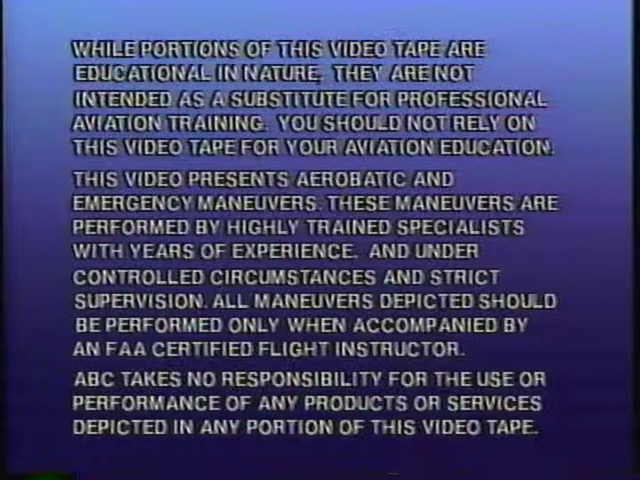 WHILE PORTIONS OF THIS VIDEO TAPE ARE
EDUCATIONAL IN NATURE, THEY ARE NOT
INTENDED AS A SUBSTITUTE FOR PROFESSIONAL
AVIATION TRAINING. YOU SHOULD NOT RELY ON
THIS VIDEO TAPE FOR YOUR AVIATION EDUCATION.
THIS VIDEO PRESENTS AEROBATIC AND
EMERGENCY MANEUVERS. THESE MANEUVERS ARE
PERFORMED BY HIGHLY TRAINED SPECIALISTS
WITH YEARS OF EXPERIENCE. AND UNDER
CONTROLLED CIRCUMSTANCES AND STRICT
SUPERVISION. ALL MANEUVERS DEPICTED SHOULD
BE PERFORMED ONLY WHEN ACCOMPANIED BY
AN FAA CERTIFIED FLIGHT INSTRUCTOR.
ABC TAKES NO RESPONSIBILITY FOR THE USE OR
PERFORMANCE OF ANY PRODUCTS OR SERVICES
DEPICTED IN ANY PORTION OF THIS VIDEO TAPE.